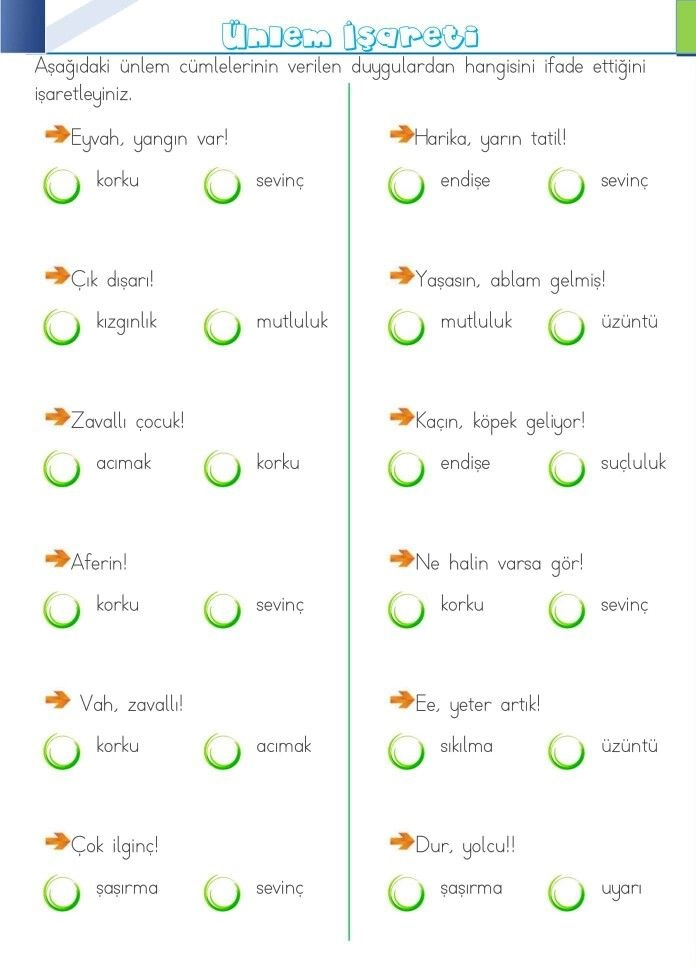 Ünlem İşareti
Aşağıdaki ünlem cümlelerinin verilen duygulardan hangisini ifade ettiğini
işaretleyiniz.
Eyvah, yangın var!
korku sevinç
Çık dışarı!
kızgınlık mutluluk
Zavallı çocuk!
acımak korku
Aferin!
korku sevinç
Vah, zavallı!
korku acımak
Çok ilginç!
şaşırma sevinç
Harika, yarın tatil!
endişe sevinç
Yaşasın, ablam gelmiş!
mutluluk üzüntü
Kaçın, köpek geliyor!
endişe suçluluk
Ne halin varsa gör!
korku sevinç
Ee, yeter artık!
sıkılma üzüntü
Dur, yolcu!!
şaşırma uyarı